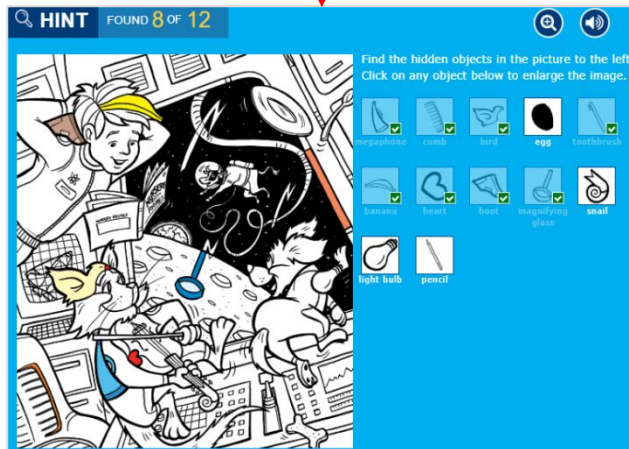 HINT FOUND 8 OF 12
Find the hidden objects in the picture to the left
Click on any object below to enlarge the image.
megaphone comb bird egg toothbrush
banana heart boot magnifying glass snail
light bulb pencil